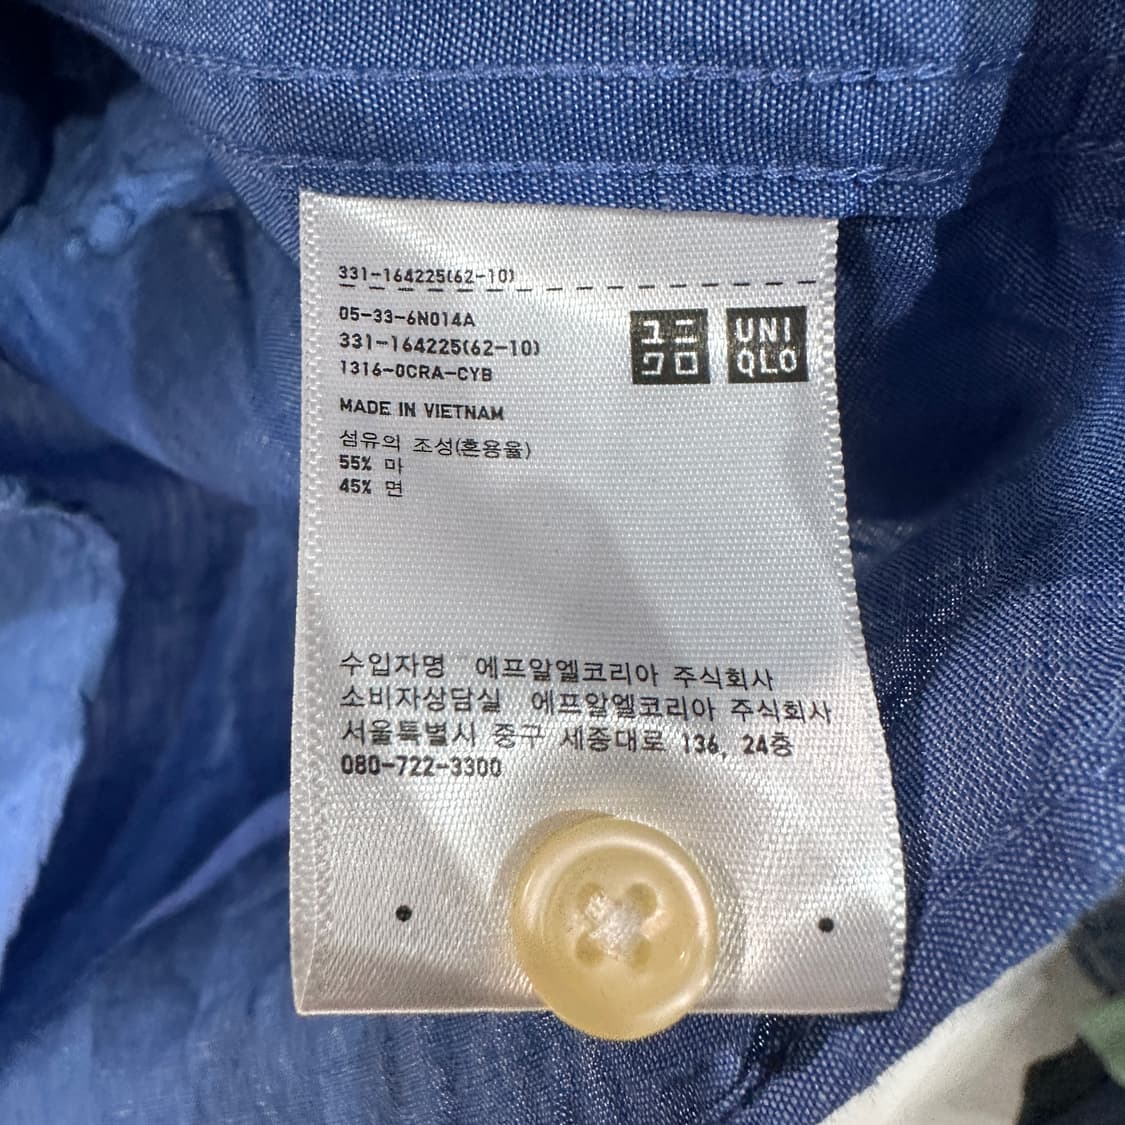 331-164225(62-10)
05-33-6N014A
331-164225(62-10)
1316-0CRA-CYB
ユニ
クロ
UNI
QLO
MADE IN VIETNAM
섬유의 조성(혼용율)
55% 마
45% 면
수입자명 에프알엘코리아 주식회사
소비자상담실 에프알엘코리아 주식회사
서울특별시 중구 세종대로 136, 24층
080-722-3300